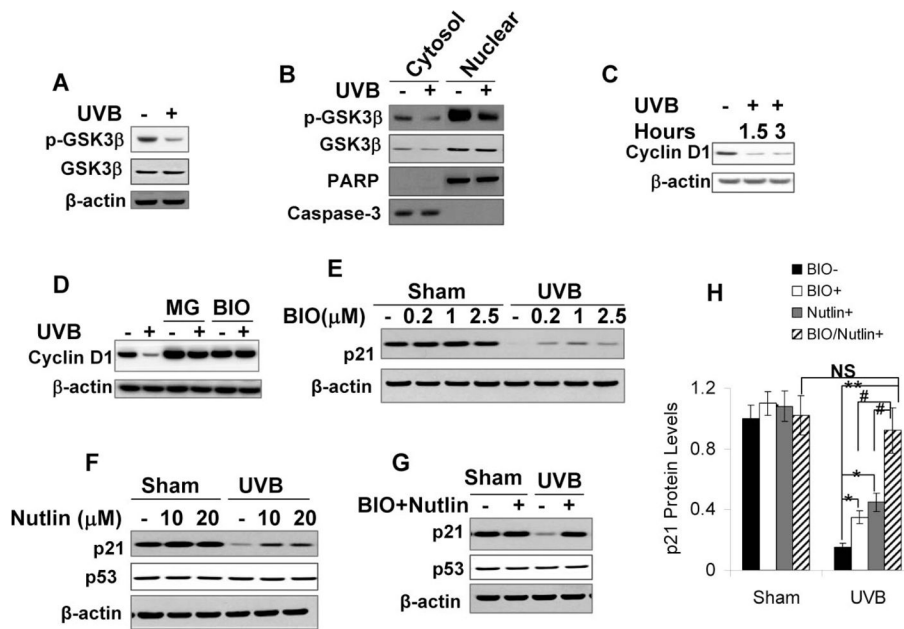 A
UVB - +
p-GSK3β
GSK3β
β-actin
B
Cytosol Nuclear
UVB - + - +
p-GSK3β
GSK3β
PARP
Caspase-3
C
UVB - + +
Hours 1.5 3
Cyclin D1
β-actin
D
MG BIO
UVB - + - + - +
Cyclin D1
β-actin
E
Sham UVB
BIO(μM) - 0.2 1 2.5 - 0.2 1 2.5
p21
β-actin
F
Sham UVB
Nutlin (μM) - 10 20 - 10 20
p21
p53
β-actin
G
Sham UVB
BIO+Nutlin - + - +
p21
p53
β-actin
H
BIO-
BIO+
Nutlin+
BIO/Nutlin+
NS
**
#
#
*
*
p21 Protein Levels
1.2
0.8
0.4
0
Sham UVB